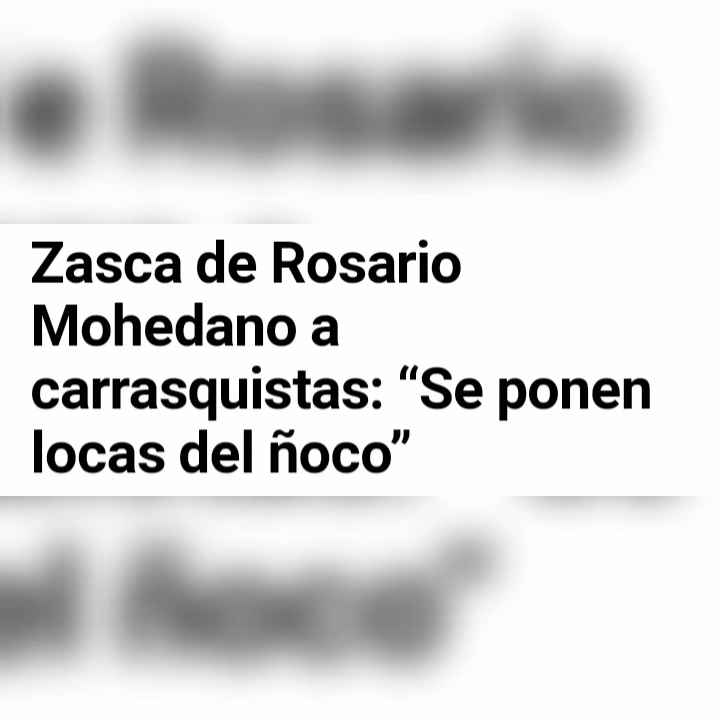 Zasca de Rosario
Mohedano a
carrasquistas: “Se ponen
locas del ñoco”